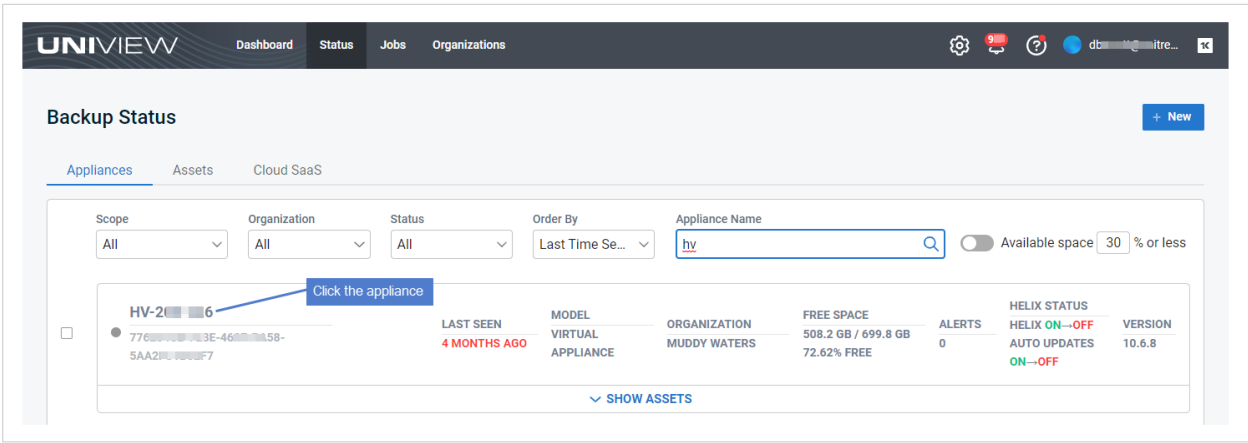 UNIVIEW Dashboard Status Jobs Organizations
Backup Status
+ New
Appliances Assets Cloud SaaS
Scope Organization Status Order By Appliance Name
All All All Last Time Se... hv Available space 30 % or less
Click the appliance
LAST SEEN
4 MONTHS AGO
MODEL
VIRTUAL
APPLIANCE
ORGANIZATION
MUDDY WATERS
FREE SPACE
508.2 GB / 699.8 GB
72.62% FREE
ALERTS
0
HELIX STATUS
HELIX ON→OFF
AUTO UPDATES
ON→OFF
VERSION
10.6.8
SHOW ASSETS